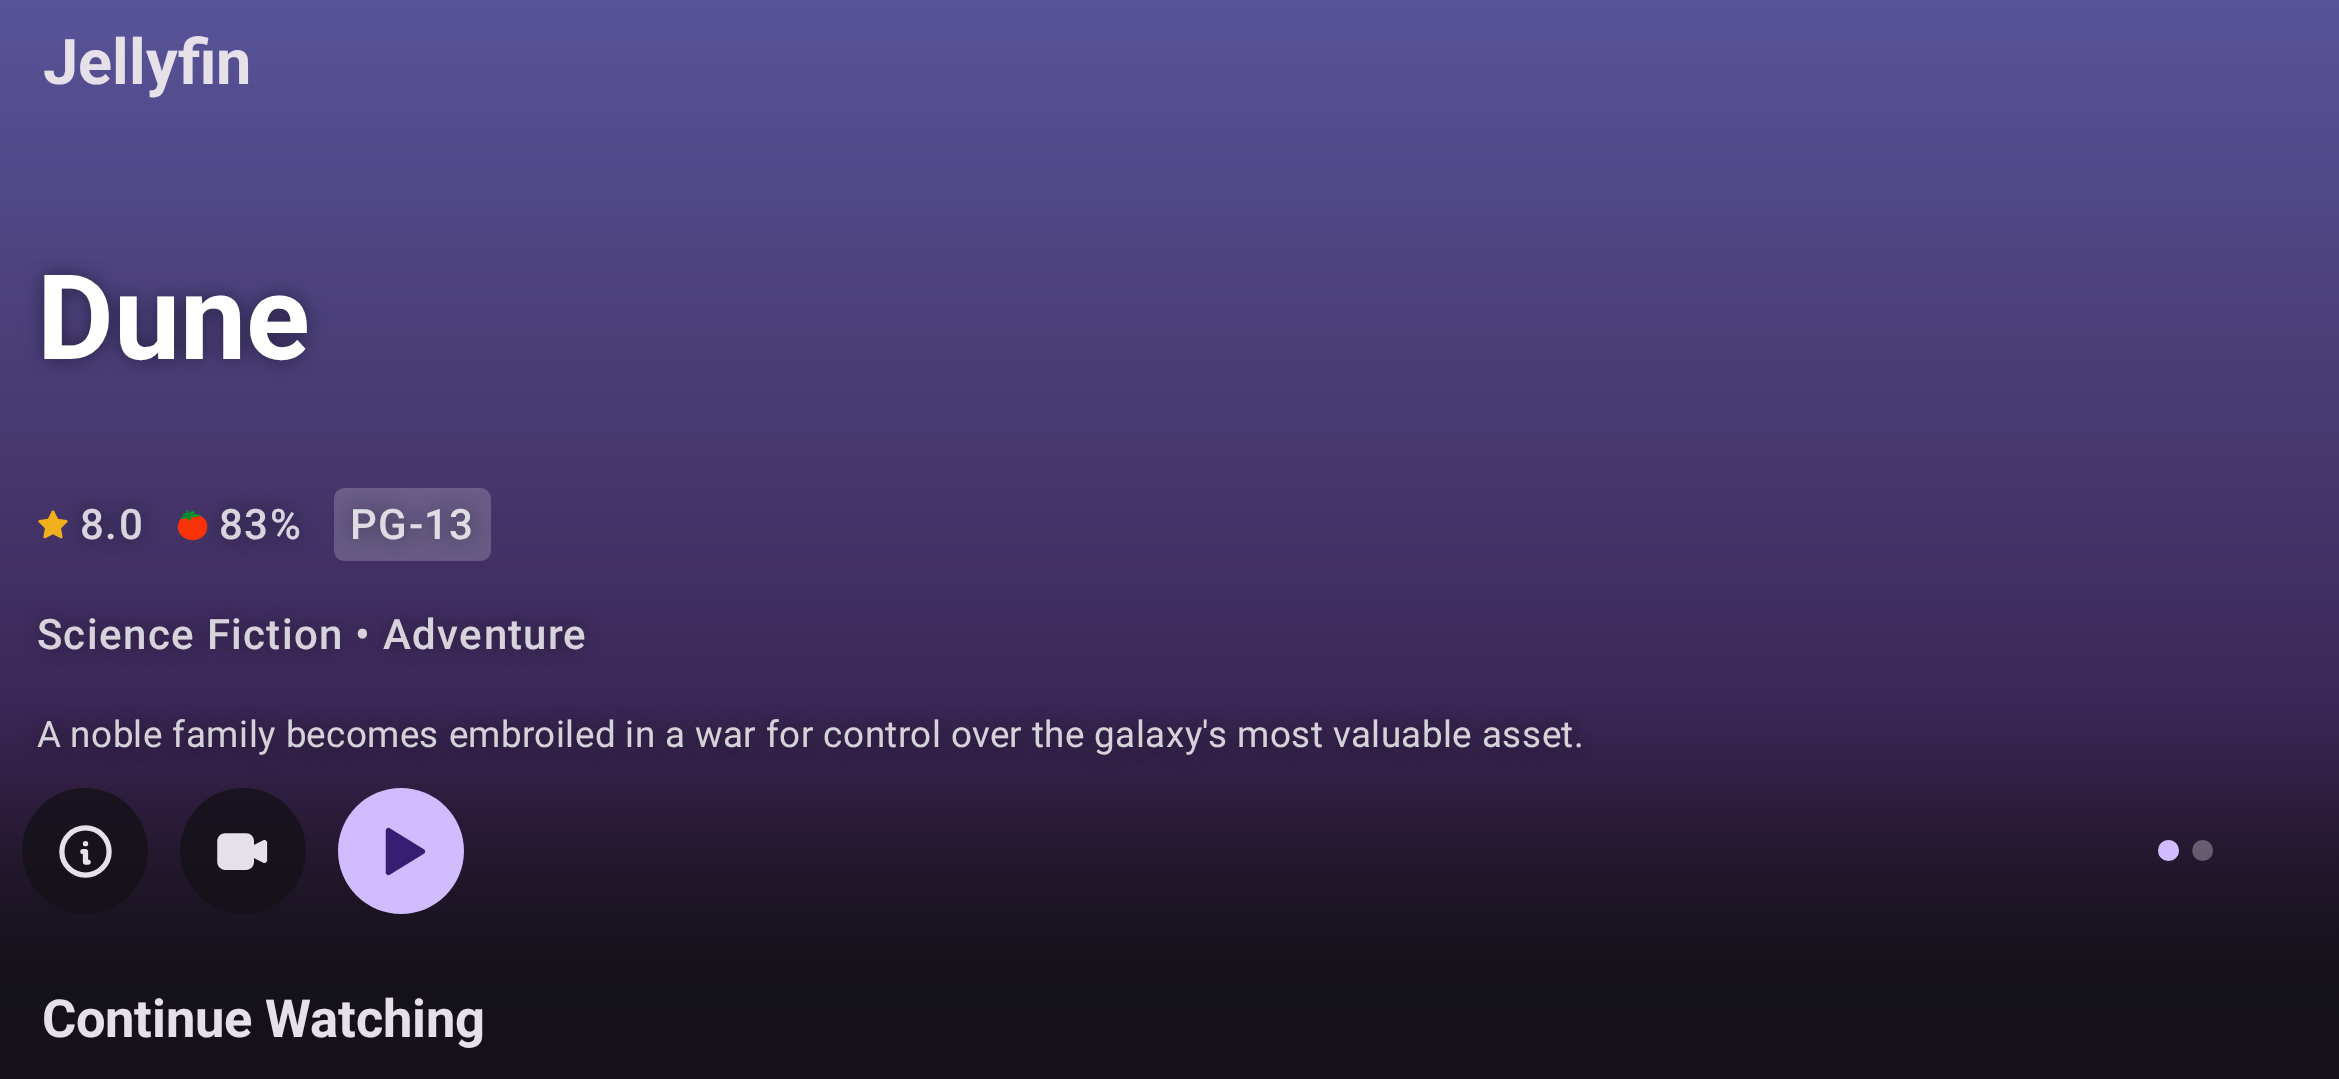 Jellyfin
Dune
8.0 83% PG-13
Science Fiction • Adventure
A noble family becomes embroiled in a war for control over the galaxy's most valuable asset.
Continue Watching